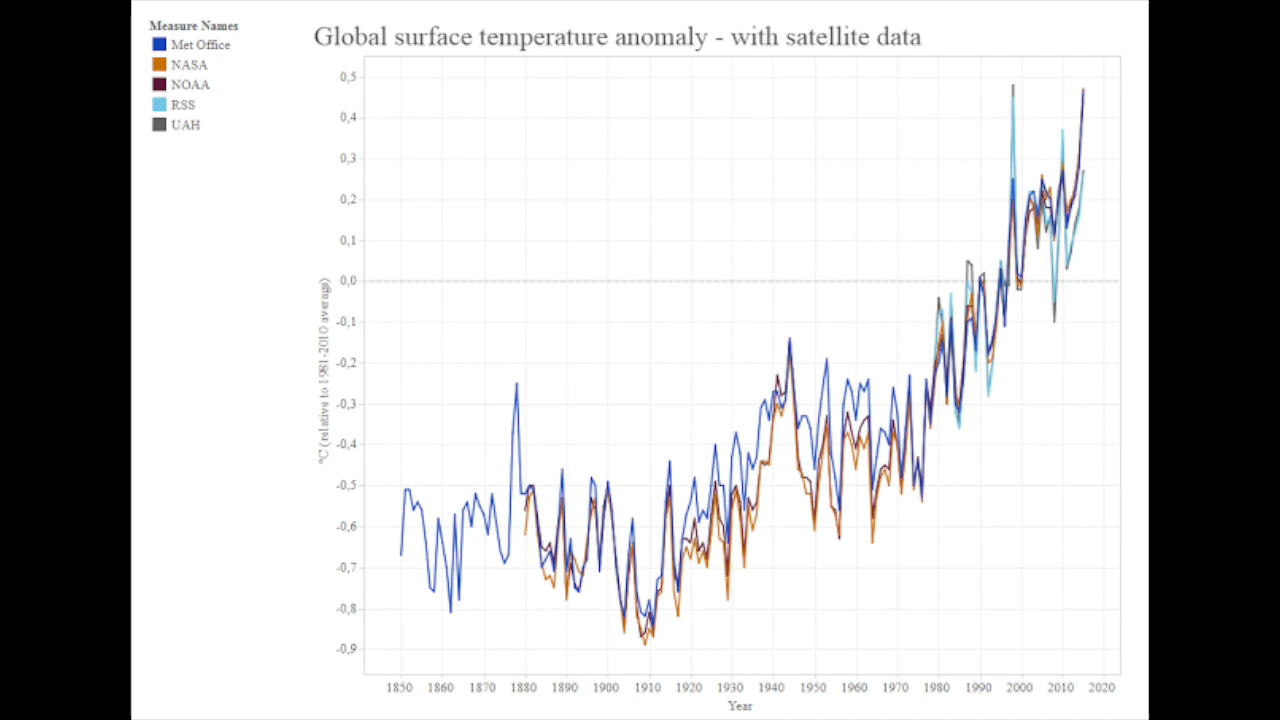 Measure Names
Met Office
NASA
NOAA
RSS
UAH
Global surface temperature anomaly - with satellite data
0,5
0,4
0,3
0,2
0,1
0,0
-0,1
-0,2
-0,3
-0,4
-0,5
-0,6
-0,7
-0,8
-0,9
°C (relative to 1981-2010 average)
1850 1860 1870 1880 1890 1900 1910 1920 1930 1940 1950 1960 1970 1980 1990 2000 2010 2020
Year